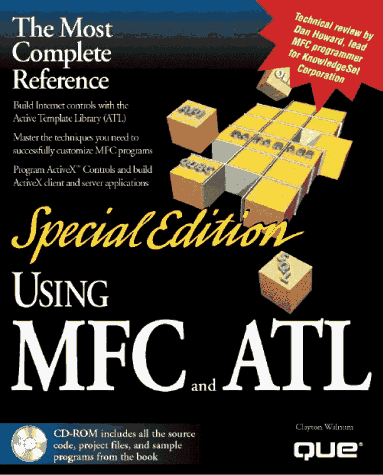 The Most
Complete
Reference
Technical review by
Dan Howard, lead
MFC programmer
for KnowledgeSet
Corporation
Build Internet controls with the
Active Template Library (ATL)
Master the techniques you need to
successfully customize MFC programs
Program ActiveX™ Controls and build
ActiveX client and server applications
API
Special Edition
USING
MFC and ATL
Clayton Walnum
CD-ROM includes all the source
code, project files, and sample
programs from the book
QUE®